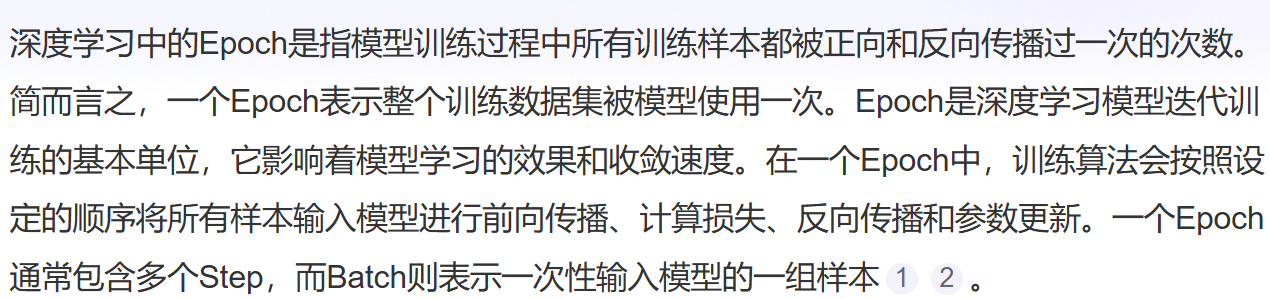 深度学习中的Epoch是指模型训练过程中所有训练样本都被正向和反向传播过一次的次数。
简而言之，一个Epoch表示整个训练数据集被模型使用一次。Epoch是深度学习模型迭代训
练的基本单位，它影响着模型学习的效果和收敛速度。在一个Epoch中，训练算法会按照设
定的顺序将所有样本输入模型进行前向传播、计算损失、反向传播和参数更新。一个Epoch
通常包含多个Step，而Batch则表示一次性输入模型的一组样本 1 2 。